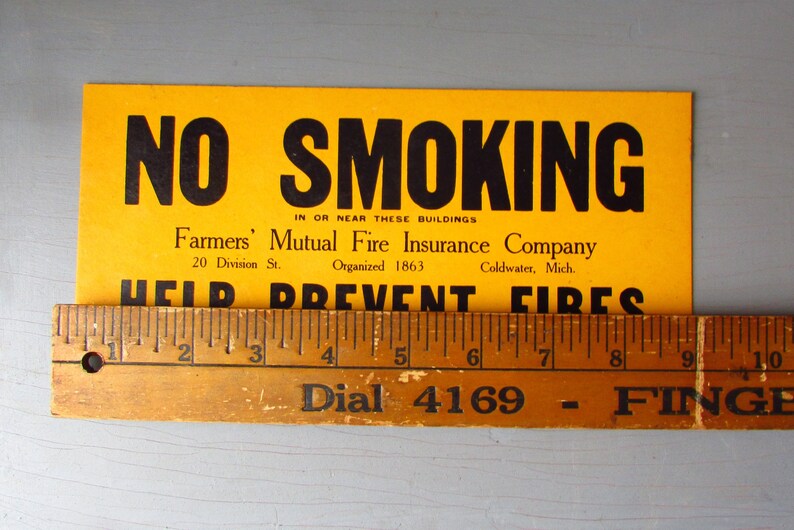 NO SMOKING
IN OR NEAR THESE BUILDINGS
Farmers' Mutual Fire Insurance Company
20 Division St. Organized 1863 Coldwater, Mich.
HELP PREVENT FIRES
1 2 3 4 5 6 7 8 9 10
Dial 4169 - FINGE